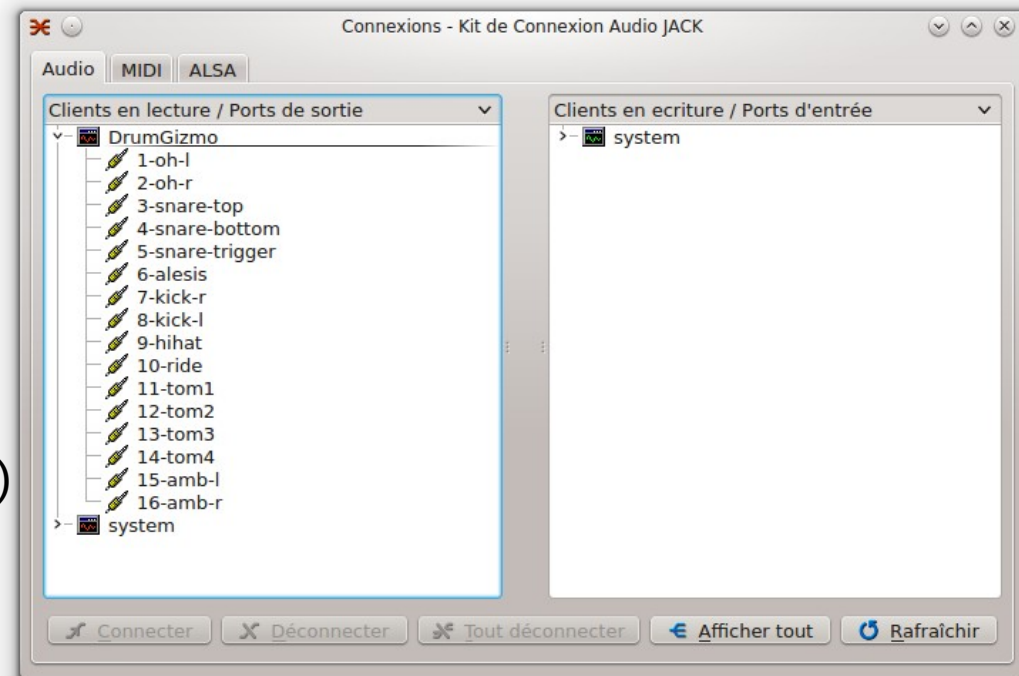 Connexions - Kit de Connexion Audio JACK
Audio MIDI ALSA
Clients en lecture / Ports de sortie
DrumGizmo
1-oh-l
2-oh-r
3-snare-top
4-snare-bottom
5-snare-trigger
6-alesis
7-kick-r
8-kick-l
9-hihat
10-ride
11-tom1
12-tom2
13-tom3
14-tom4
15-amb-l
16-amb-r
system
Clients en ecriture / Ports d'entrée
system
)
Connecter Déconnecter Tout déconnecter Afficher tout Rafraîchir